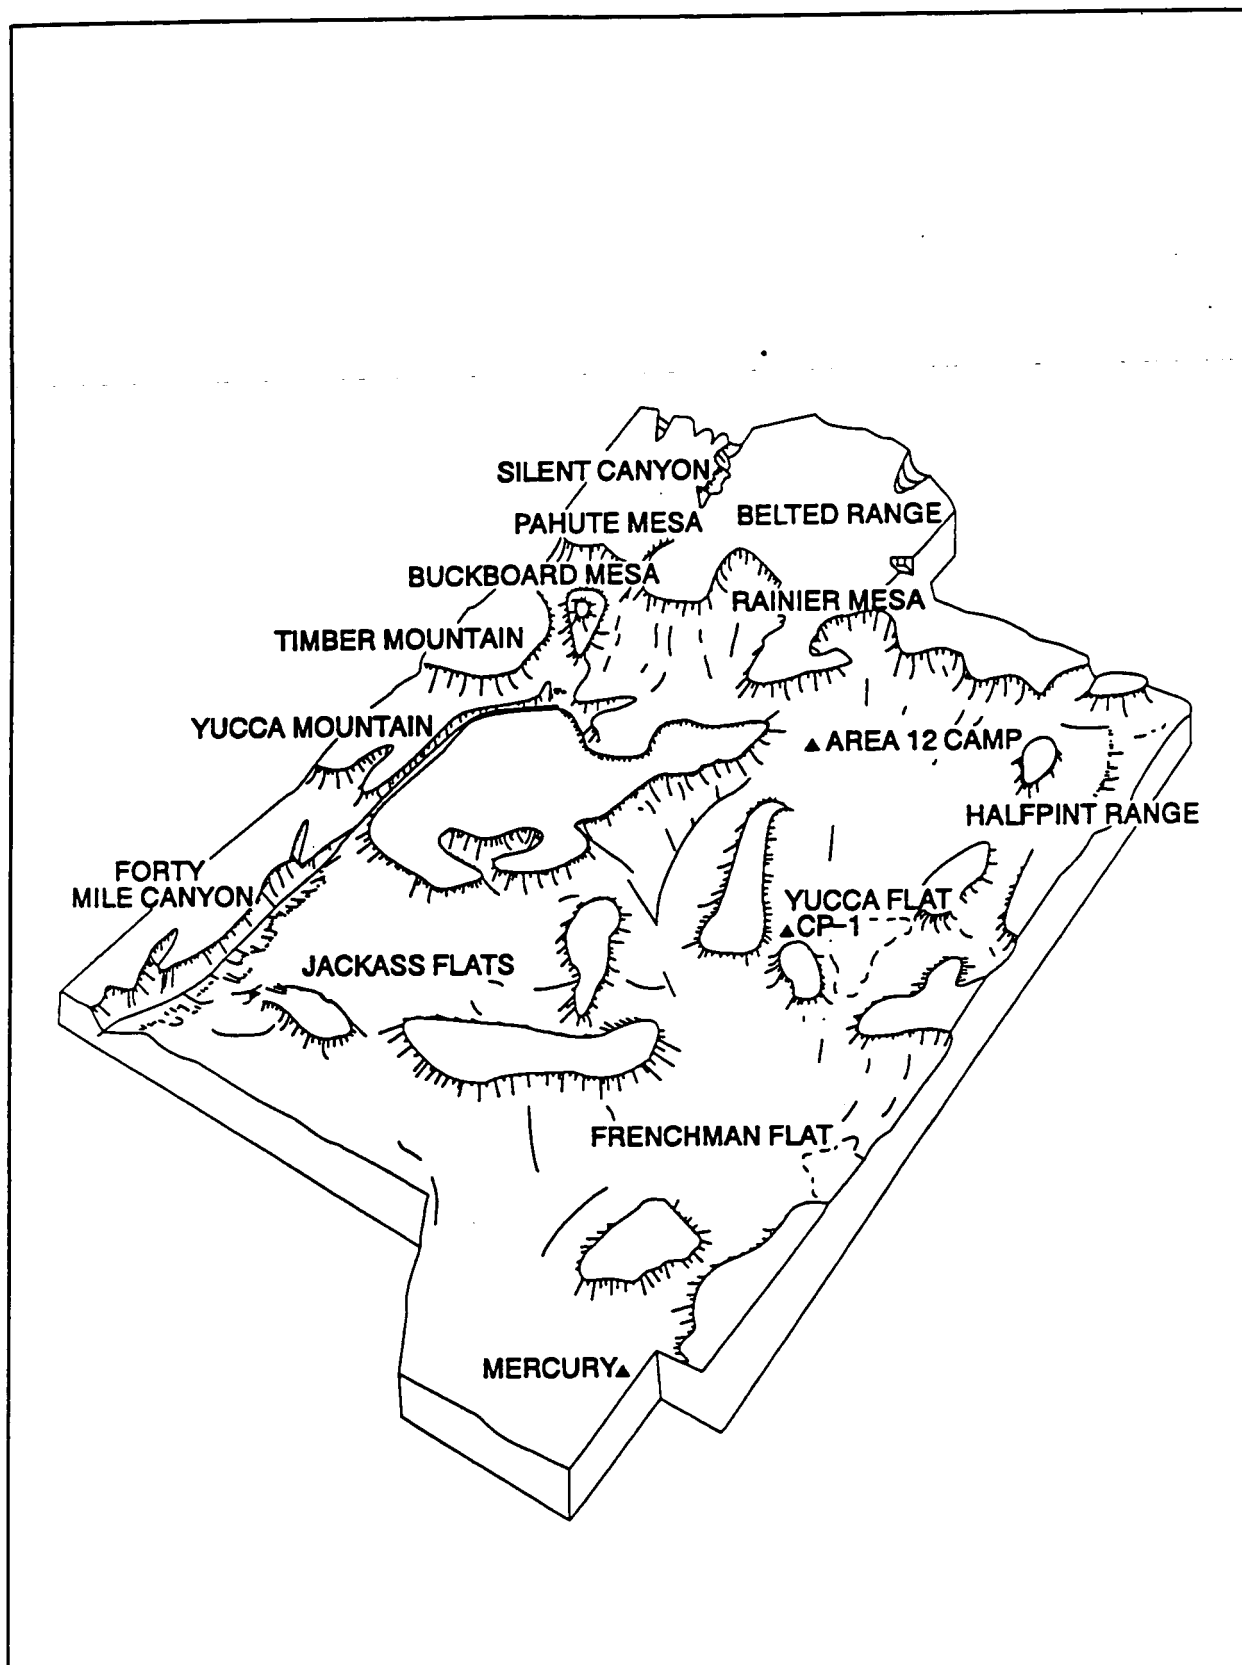 SILENT CANYON
PAHUTE MESA
BELTED RANGE
BUCKBOARD MESA
RAINIER MESA
TIMBER MOUNTAIN
YUCCA MOUNTAIN
▲ AREA 12 CAMP
HALFPINT RANGE
FORTY
MILE CANYON
YUCCA FLAT
▲CP-1
JACKASS FLATS
FRENCHMAN FLAT
MERCURY▲